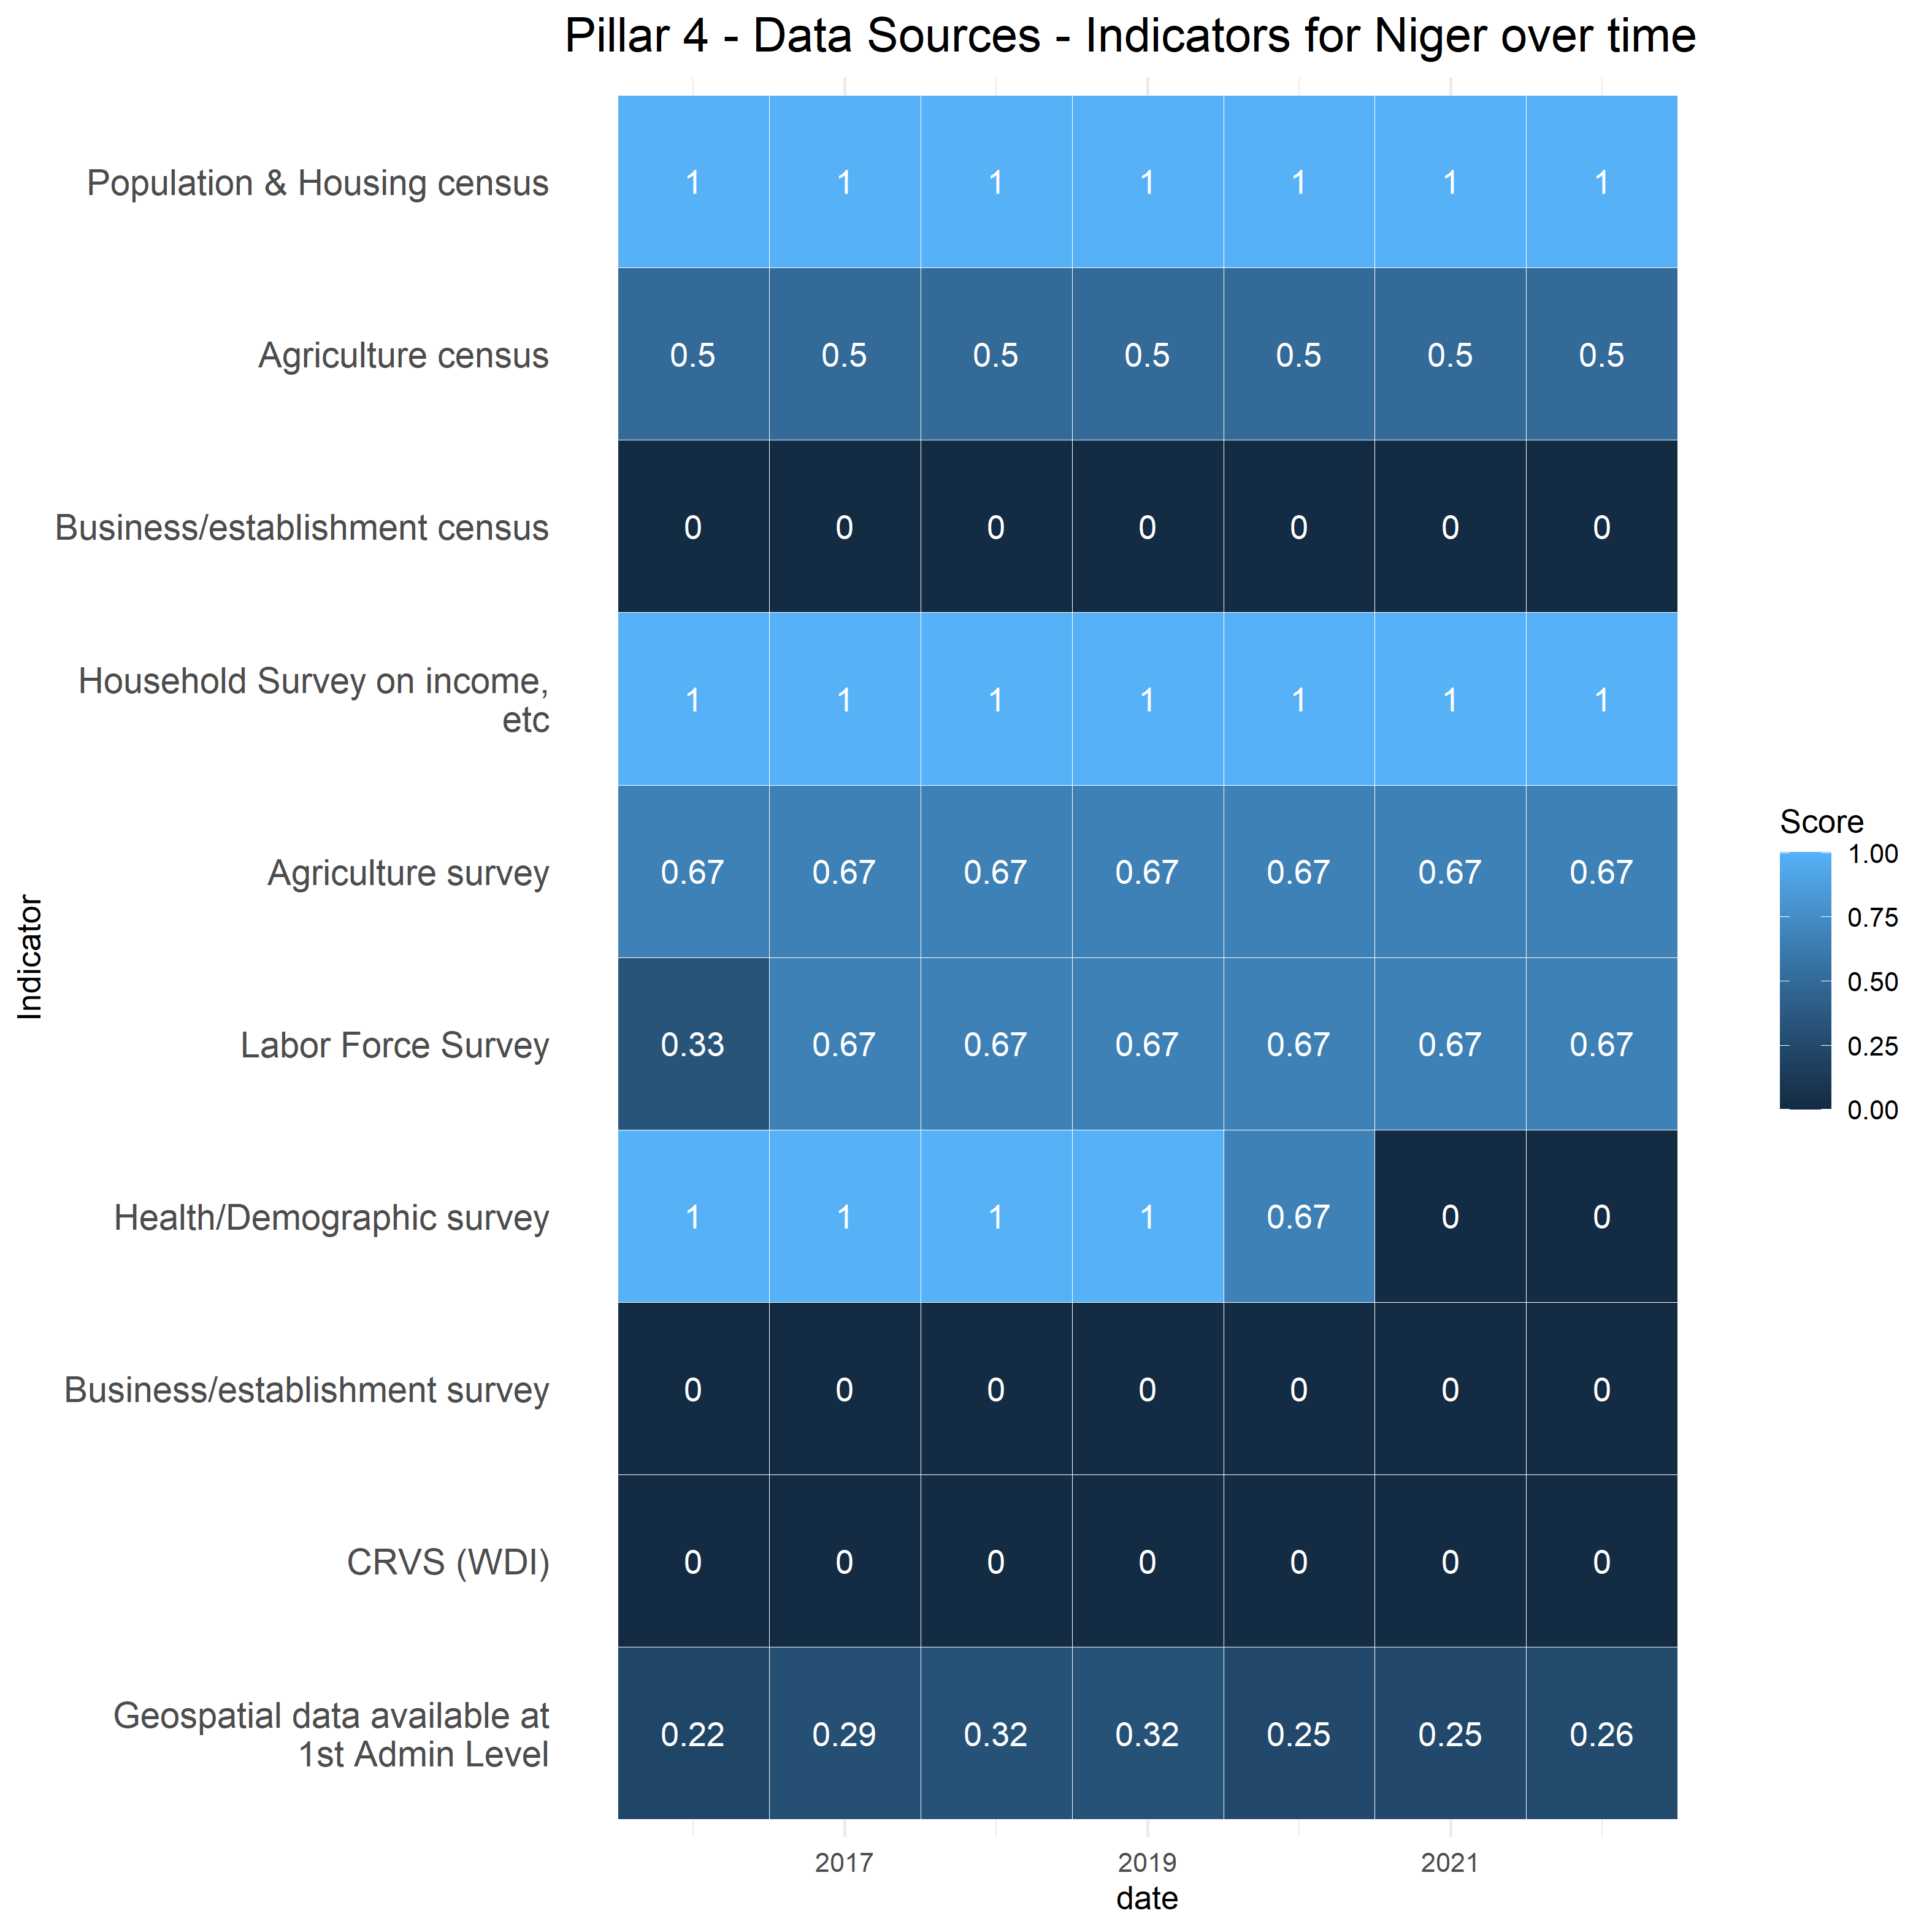 Pillar 4 - Data Sources - Indicators for Niger over time
Population & Housing census
1 1 1 1 1 1 1
Agriculture census
0.5 0.5 0.5 0.5 0.5 0.5 0.5
Business/establishment census
0 0 0 0 0 0 0
Household Survey on income,
etc
1 1 1 1 1 1 1
Agriculture survey
0.67 0.67 0.67 0.67 0.67 0.67 0.67
Labor Force Survey
0.33 0.67 0.67 0.67 0.67 0.67 0.67
Health/Demographic survey
1 1 1 1 0.67 0 0
Business/establishment survey
0 0 0 0 0 0 0
CRVS (WDI)
0 0 0 0 0 0 0
Geospatial data available at
1st Admin Level
0.22 0.29 0.32 0.32 0.25 0.25 0.26
2017 2019 2021
date
Indicator
Score
1.00
0.75
0.50
0.25
0.00